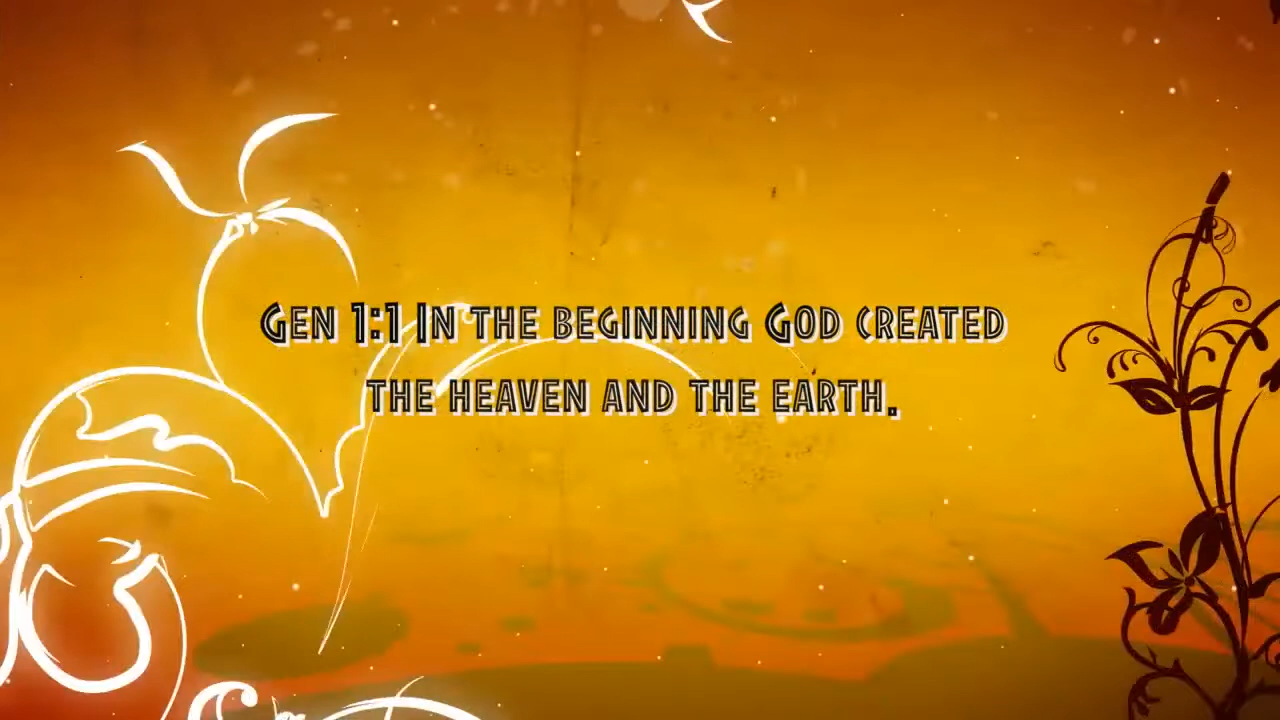 Gen 1:1 In the beginning God created
the heaven and the earth.